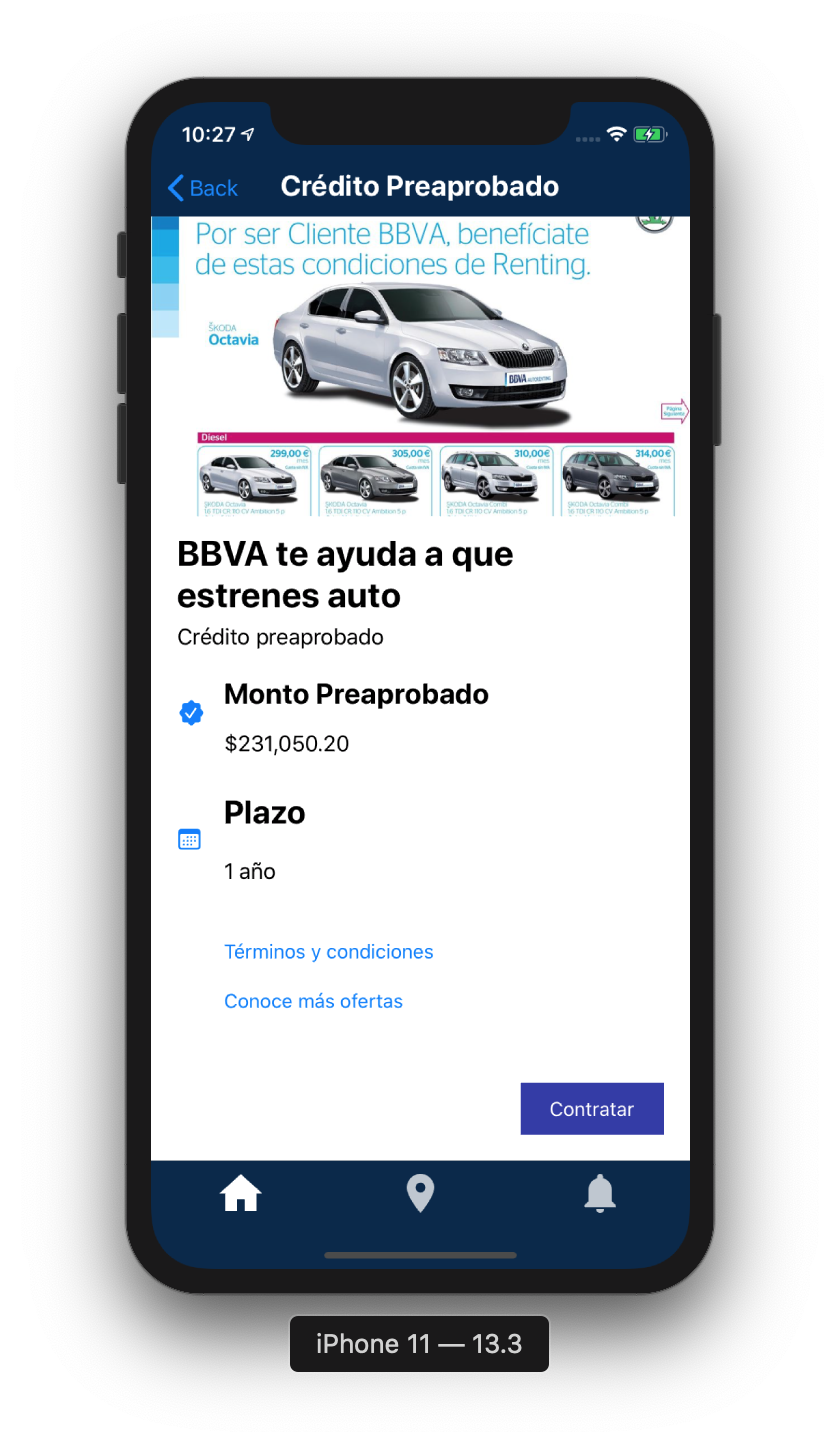 10:27
Back
Crédito Preaprobado
Por ser Cliente BBVA, benefíciate
de estas condiciones de Renting.
ŠKODA
Octavia
BBVA AUTORENTING
Página
Siguiente
Diesel
299,00 € 305,00 € 310,00 € 314,00 €
mes mes mes mes
ŠKODA Octavia ŠKODA Octavia ŠKODA Octavia Combi ŠKODA Octavia Combi
1.6 TDI CR 110 CV Ambition 5 p 1.6 TDI CR 110 CV Ambition 5 p 1.6 TDI CR 110 CV Ambition 5 p 1.6 TDI CR 110 CV Ambition 5 p
BBVA te ayuda a que
estrenes auto
Crédito preaprobado
Monto Preaprobado
$231,050.20
Plazo
1 año
Términos y condiciones
Conoce más ofertas
Contratar
iPhone 11 — 13.3